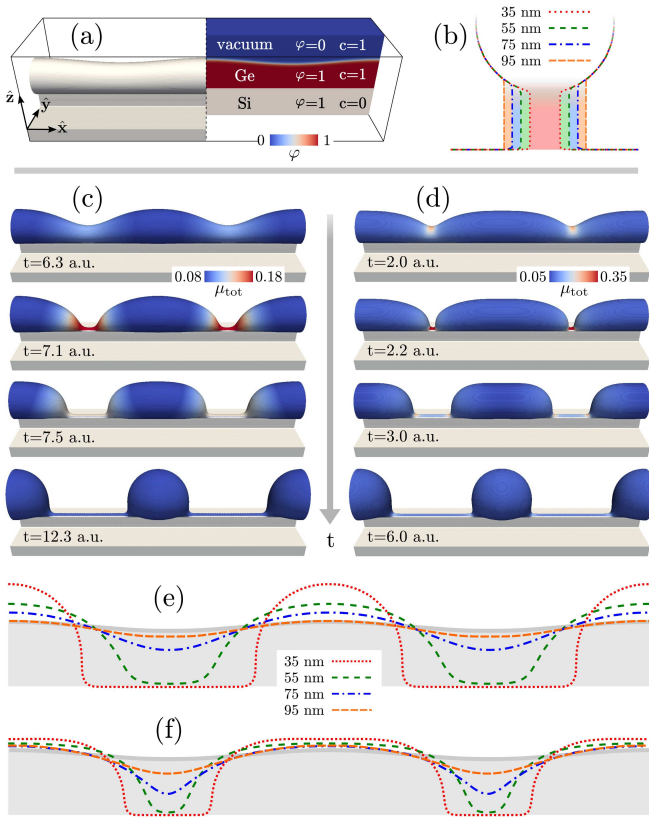 (a)
vacuum φ=0 c=1
Ge φ=1 c=1
Si φ=1 c=0
ẑ
ŷ
x̂
0 1
φ
(b)
35 nm
55 nm
75 nm
95 nm
(c)
t=6.3 a.u.
0.08 0.18
μtot
t=7.1 a.u.
t=7.5 a.u.
t=12.3 a.u.
t
(d)
t=2.0 a.u.
0.05 0.35
μtot
t=2.2 a.u.
t=3.0 a.u.
t=6.0 a.u.
(e)
35 nm
55 nm
75 nm
95 nm
(f)